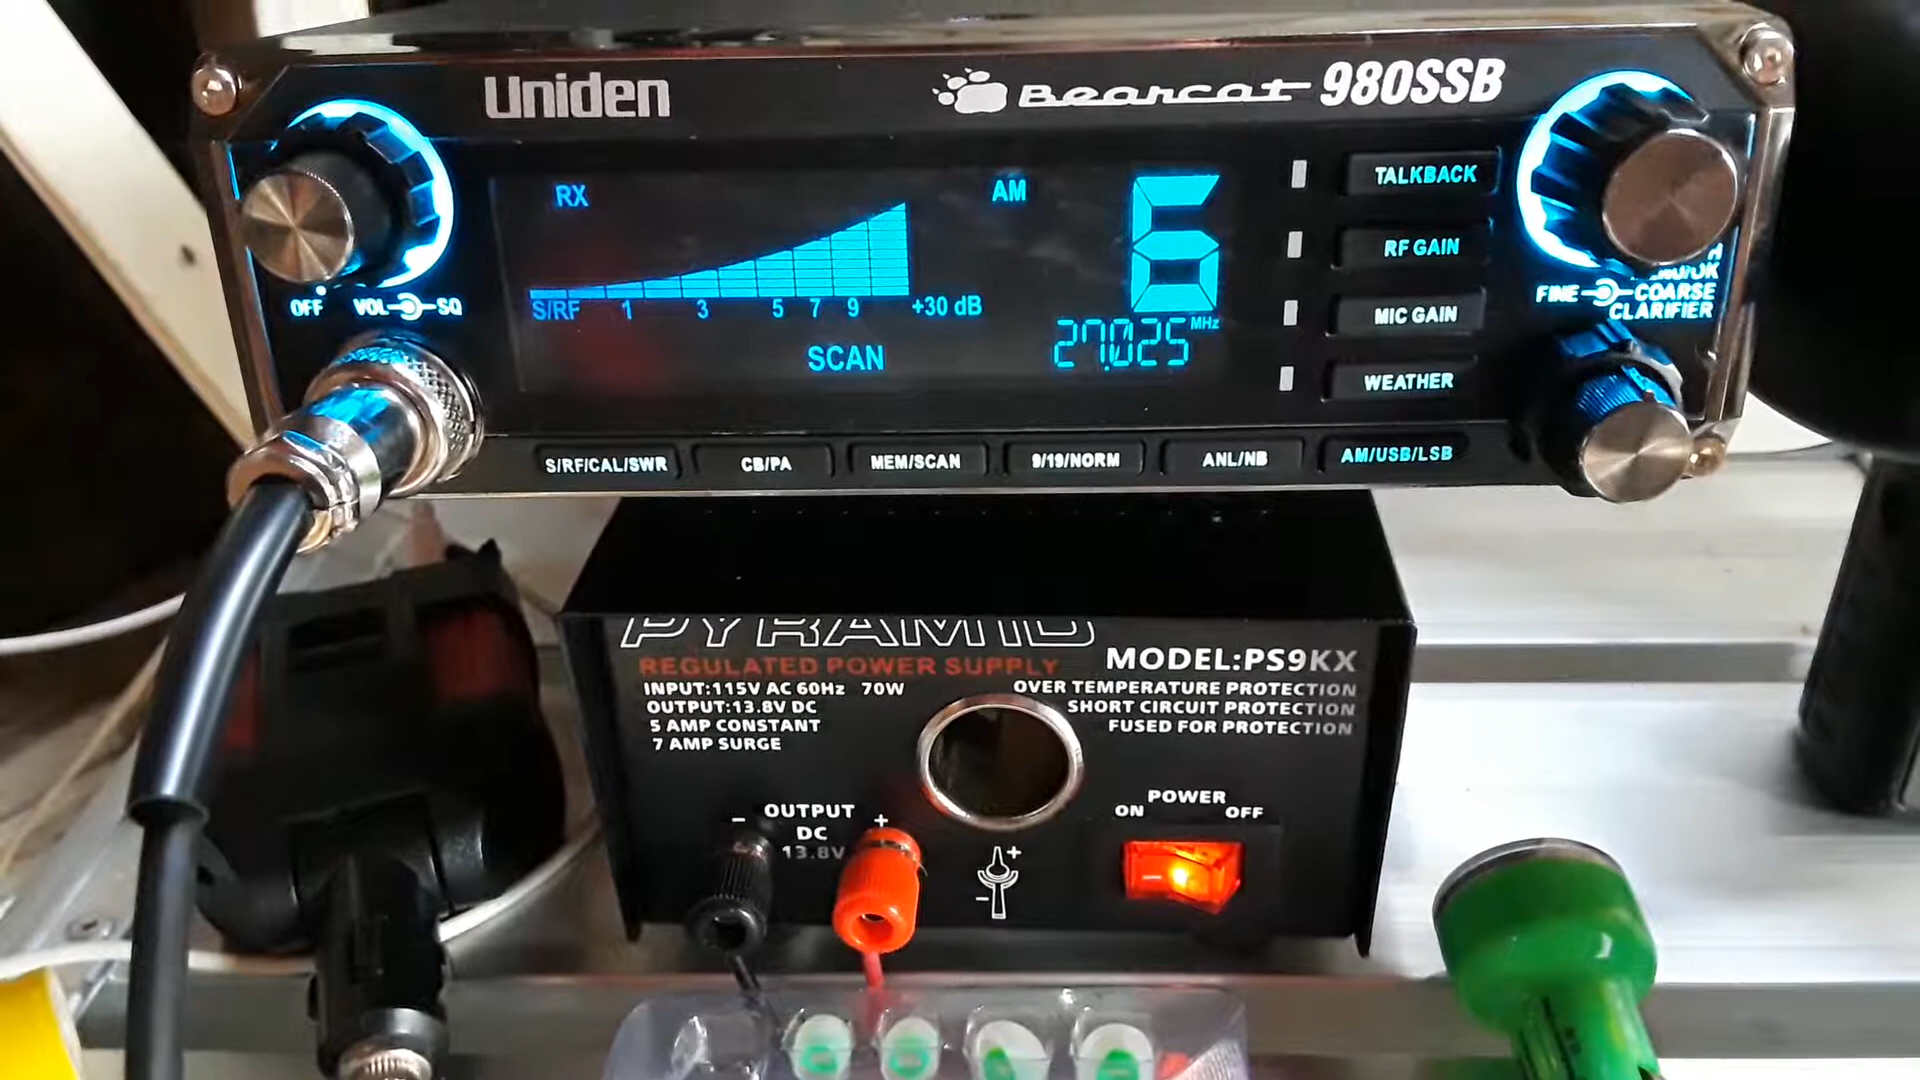 Uniden
Bearcat 980SSB
RX
AM
6
S/RF 1 3 5 7 9 +30 dB
27.025 MHz
SCAN
TALKBACK
RF GAIN
MIC GAIN
WEATHER
OFF VOL SQ
FINE COARSE
CLARIFIER
S/RF/CAL/SWR
CB/PA
MEM/SCAN
9/19/NORM
ANL/NB
AM/USB/LSB
PYRAMID
REGULATED POWER SUPPLY
MODEL:PS9KX
INPUT:115V AC 60Hz 70W
OUTPUT:13.8V DC
5 AMP CONSTANT
7 AMP SURGE
OVER TEMPERATURE PROTECTION
SHORT CIRCUIT PROTECTION
FUSED FOR PROTECTION
- OUTPUT +
DC
13.8V
+
-
POWER
ON OFF